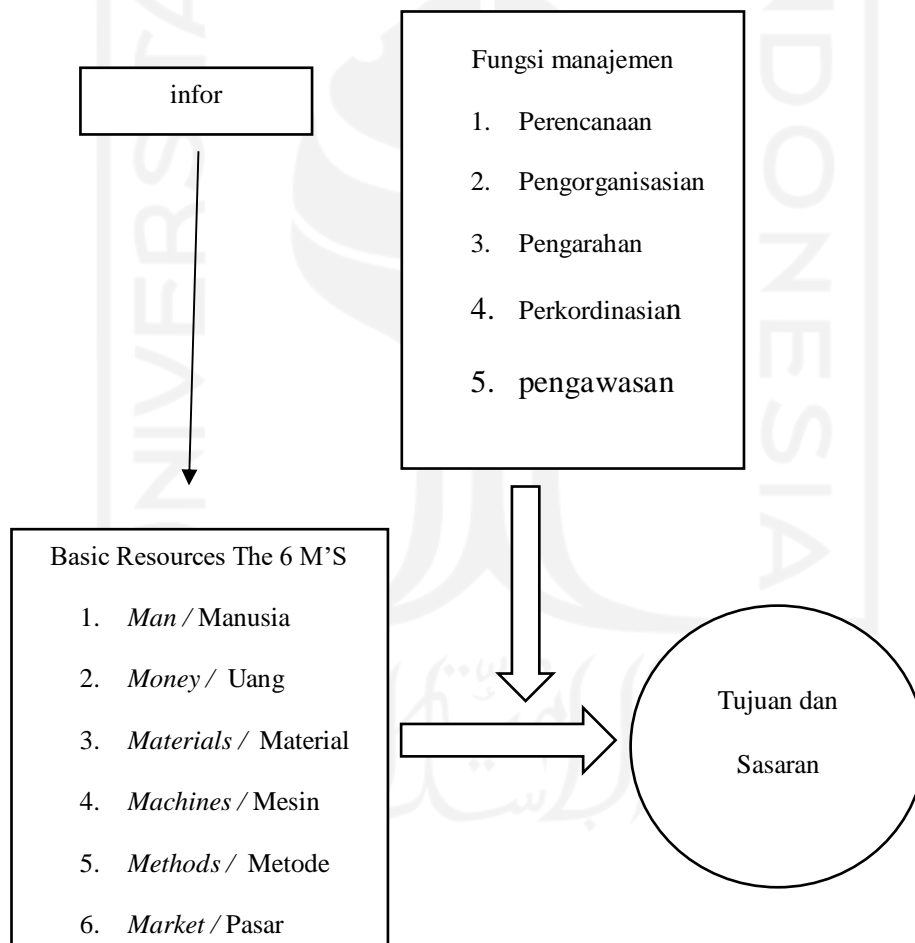 infor
Fungsi manajemen
1. Perencanaan
2. Pengorganisasian
3. Pengarahan
4. Perkordinasian
5. pengawasan
Basic Resources The 6 M’S
1. Man / Manusia
2. Money / Uang
3. Materials / Material
4. Machines / Mesin
5. Methods / Metode
6. Market / Pasar
Tujuan dan
Sasaran